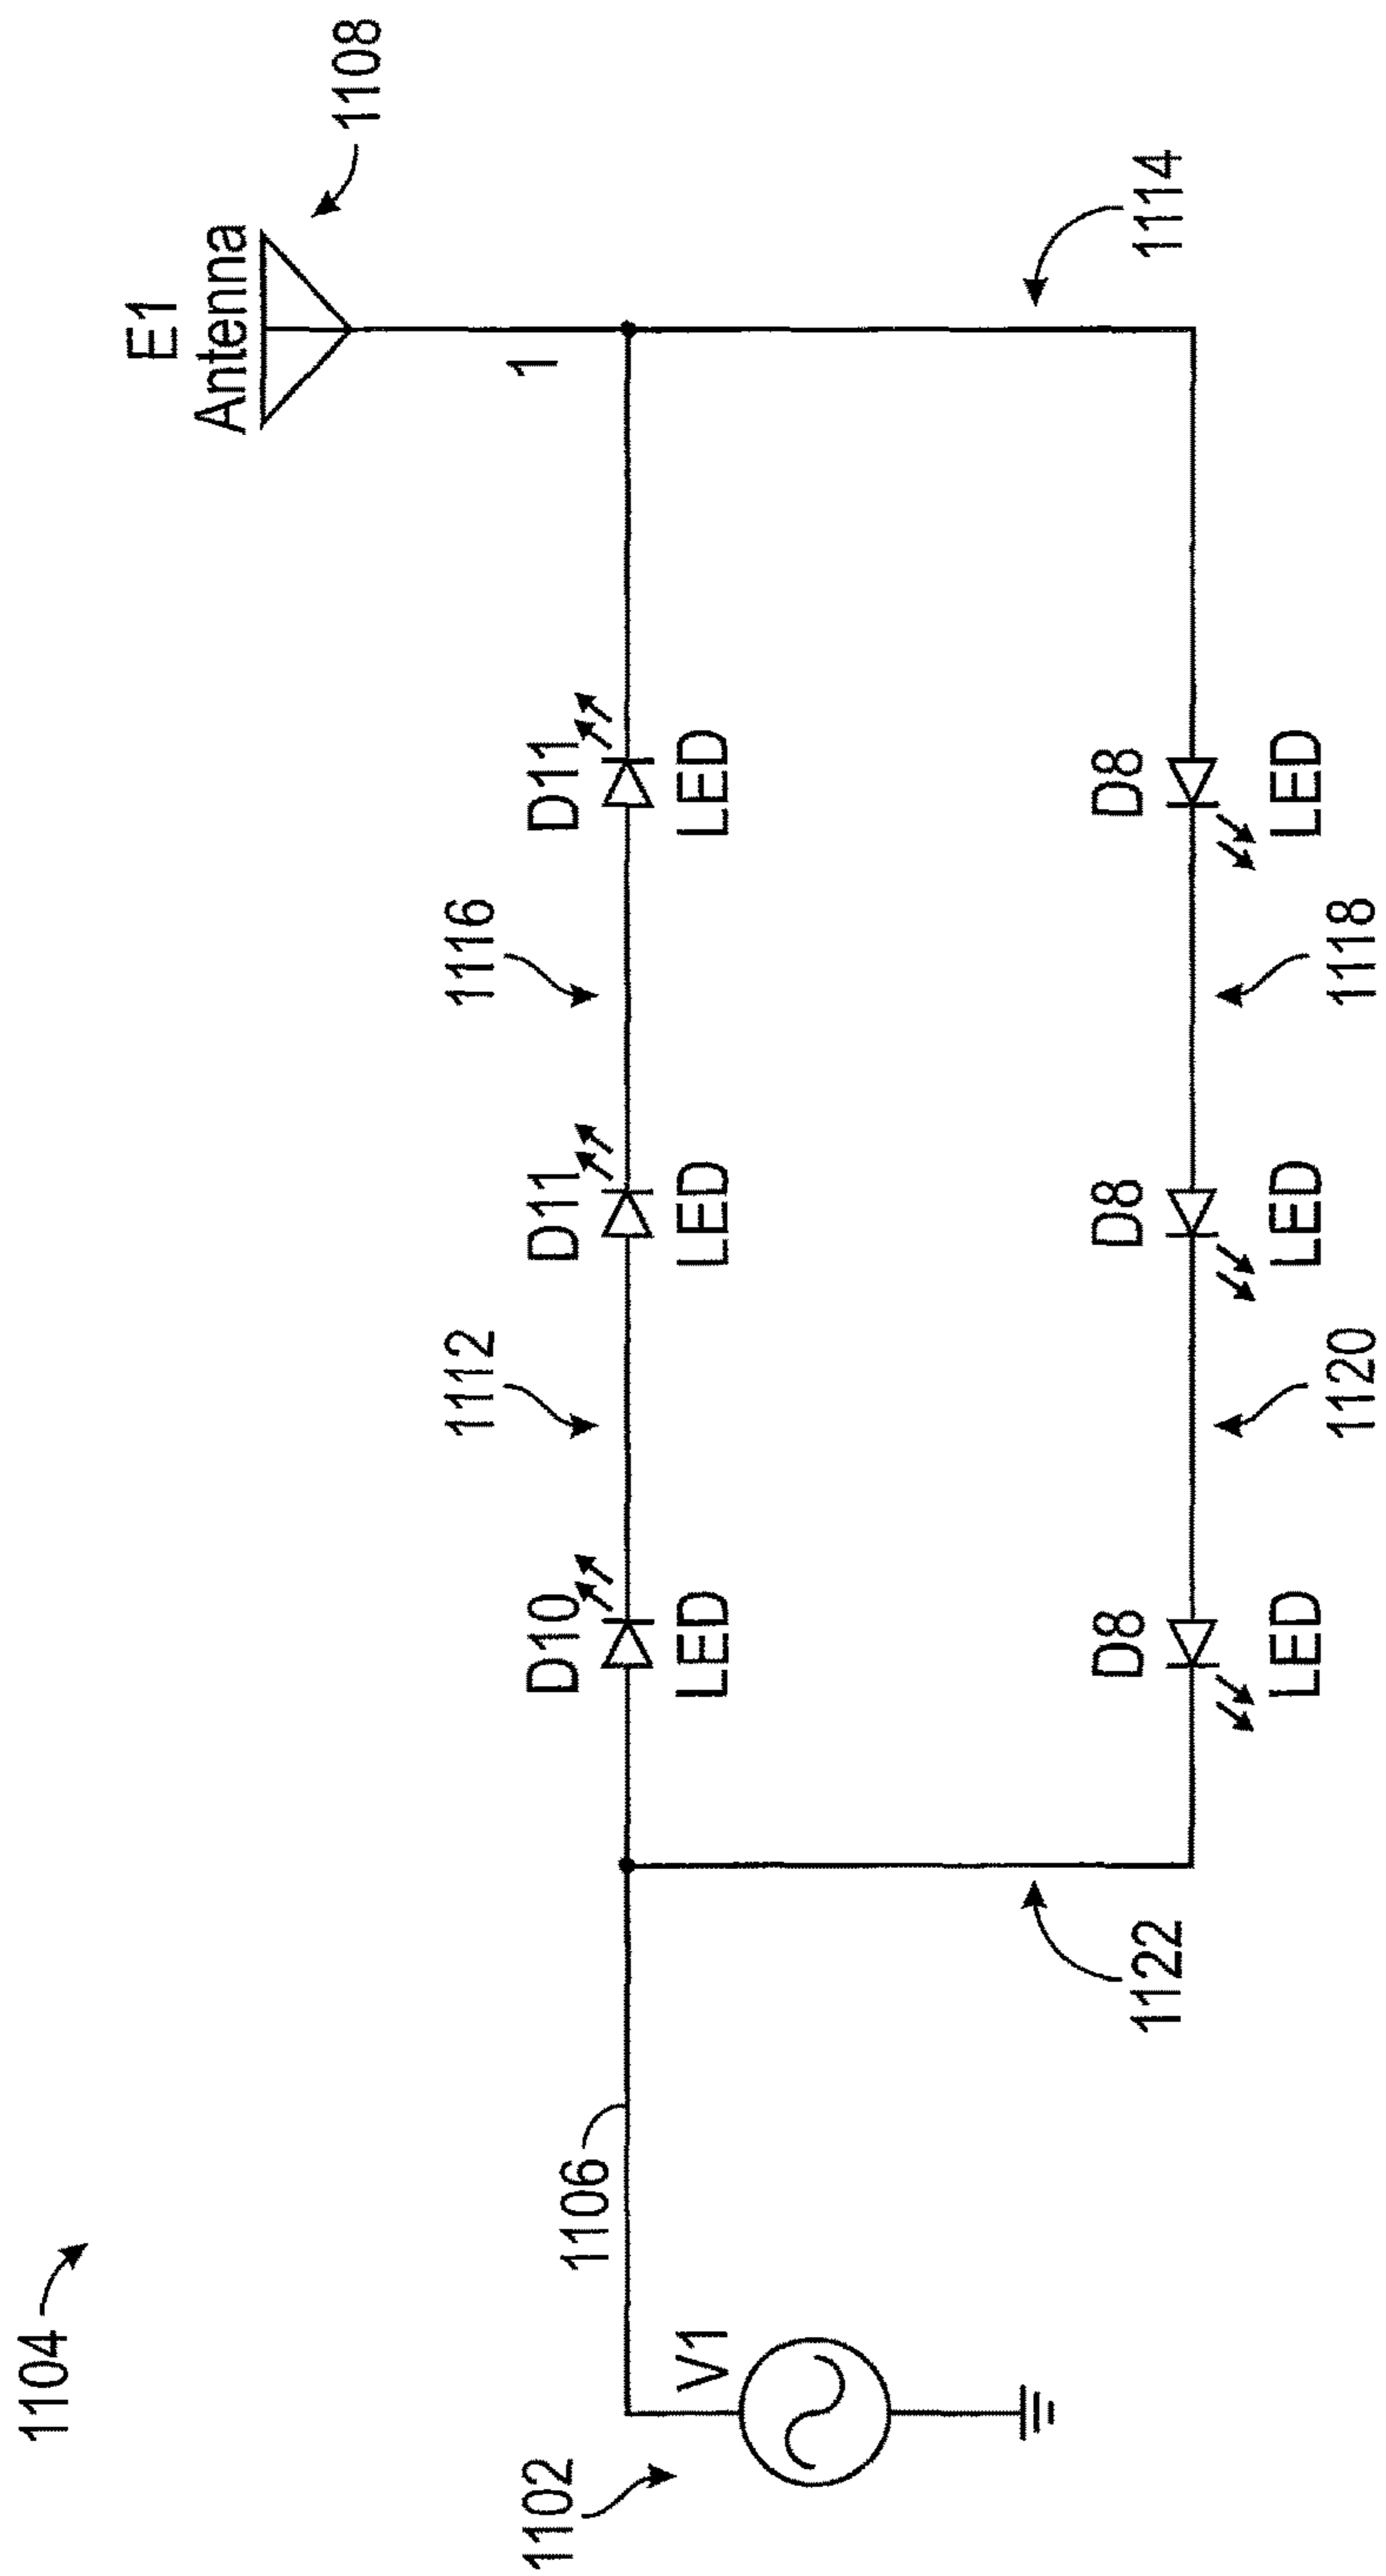 1104
E1
Antenna
1108
1
1112
1116
D10
D11
D11
LED
LED
LED
1106
1102
V1
1122
1114
D8
D8
D8
LED
LED
LED
1120
1118